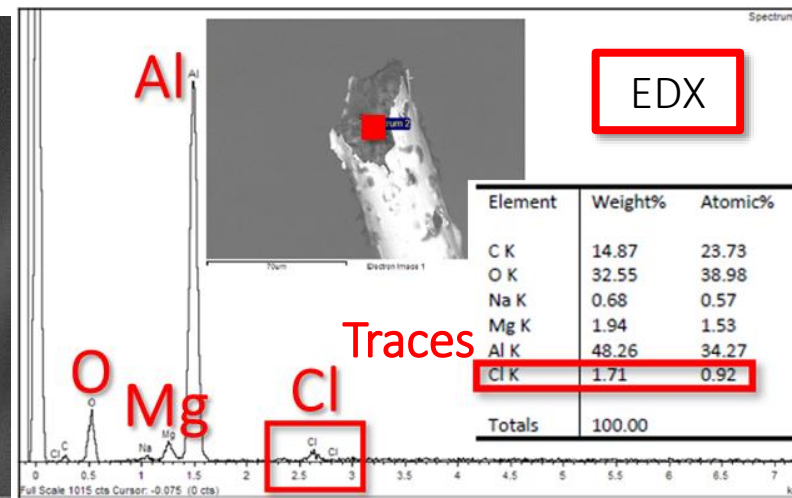 Spectrum
EDX
Al
Al
rum 2
70µm
Electron Image 1
Element Weight% Atomic%
C K 14.87 23.73
O K 32.55 38.98
Na K 0.68 0.57
Mg K 1.94 1.53
Al K 48.26 34.27
Cl K 1.71 0.92
Totals 100.00
Traces
O
O
Mg
Mg
Cl
Cl
Cl
Cl
C
Na
0 0.5 1 1.5 2 2.5 3 3.5 4 4.5 5 5.5 6 6.5 7
Full Scale 1015 cts Cursor: -0.075 (0 cts)
k